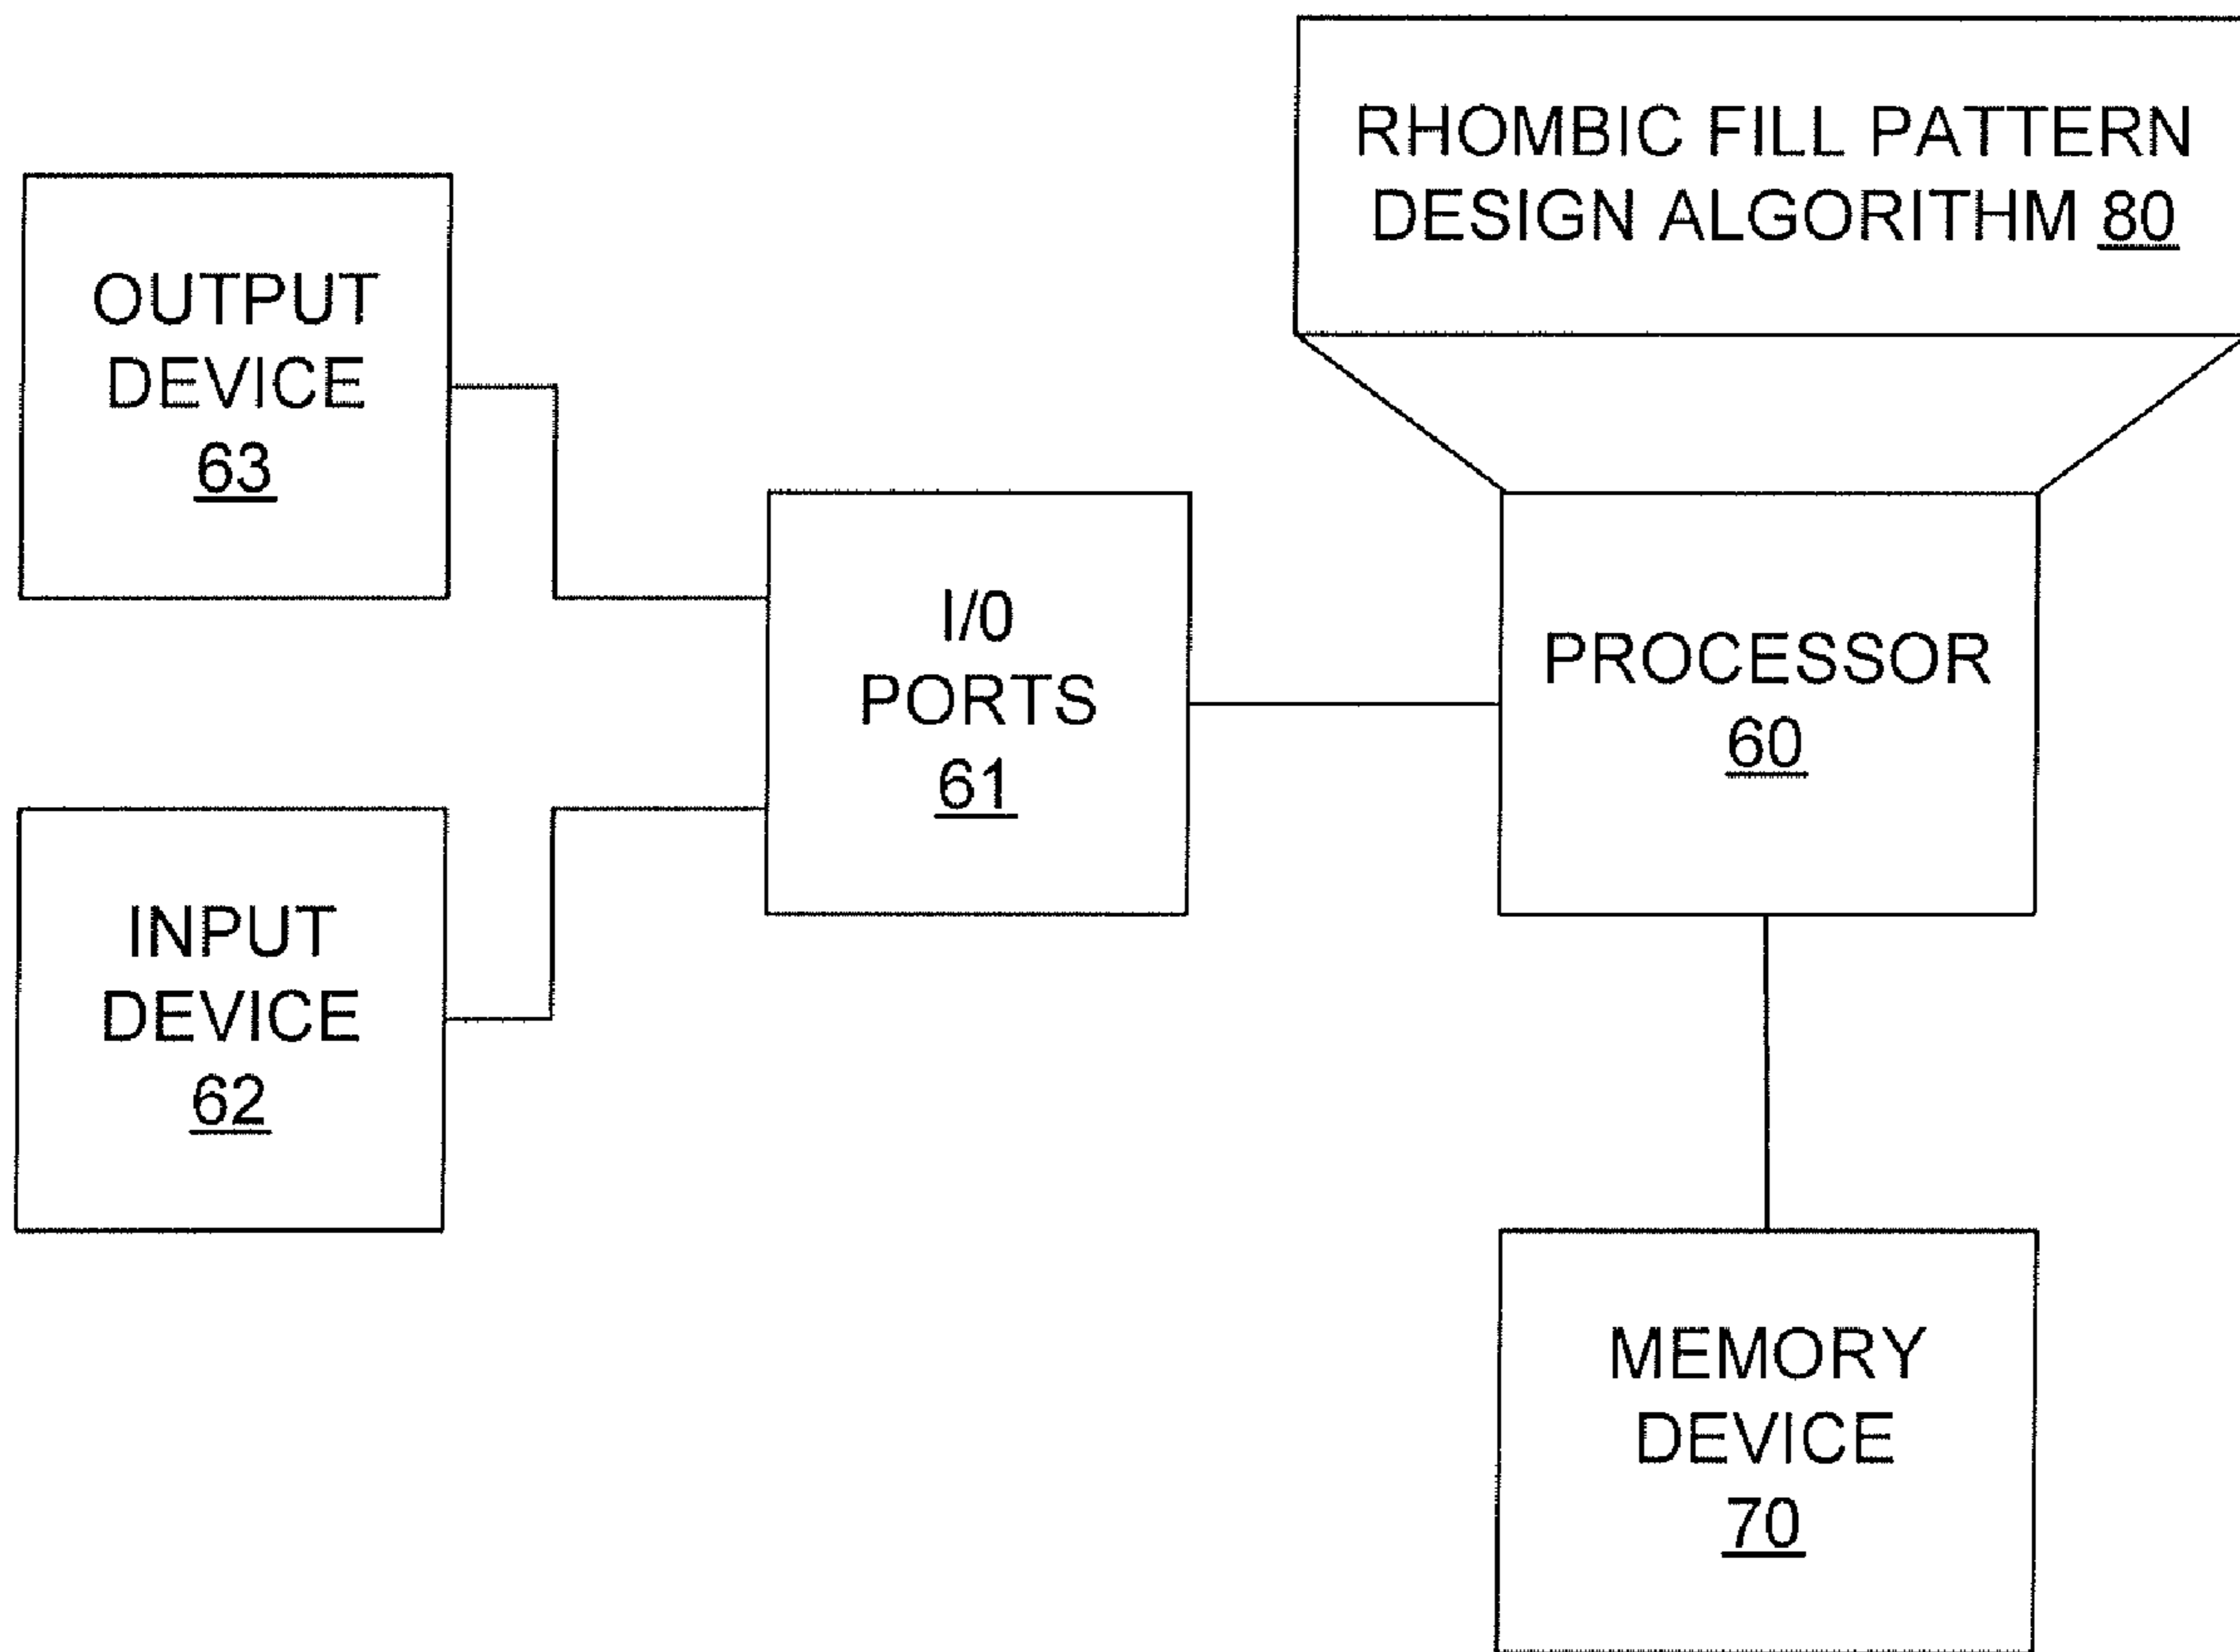 RHOMBIC FILL PATTERN
DESIGN ALGORITHM 80
OUTPUT
DEVICE
63
I/0
PORTS
61
PROCESSOR
60
INPUT
DEVICE
62
MEMORY
DEVICE
70